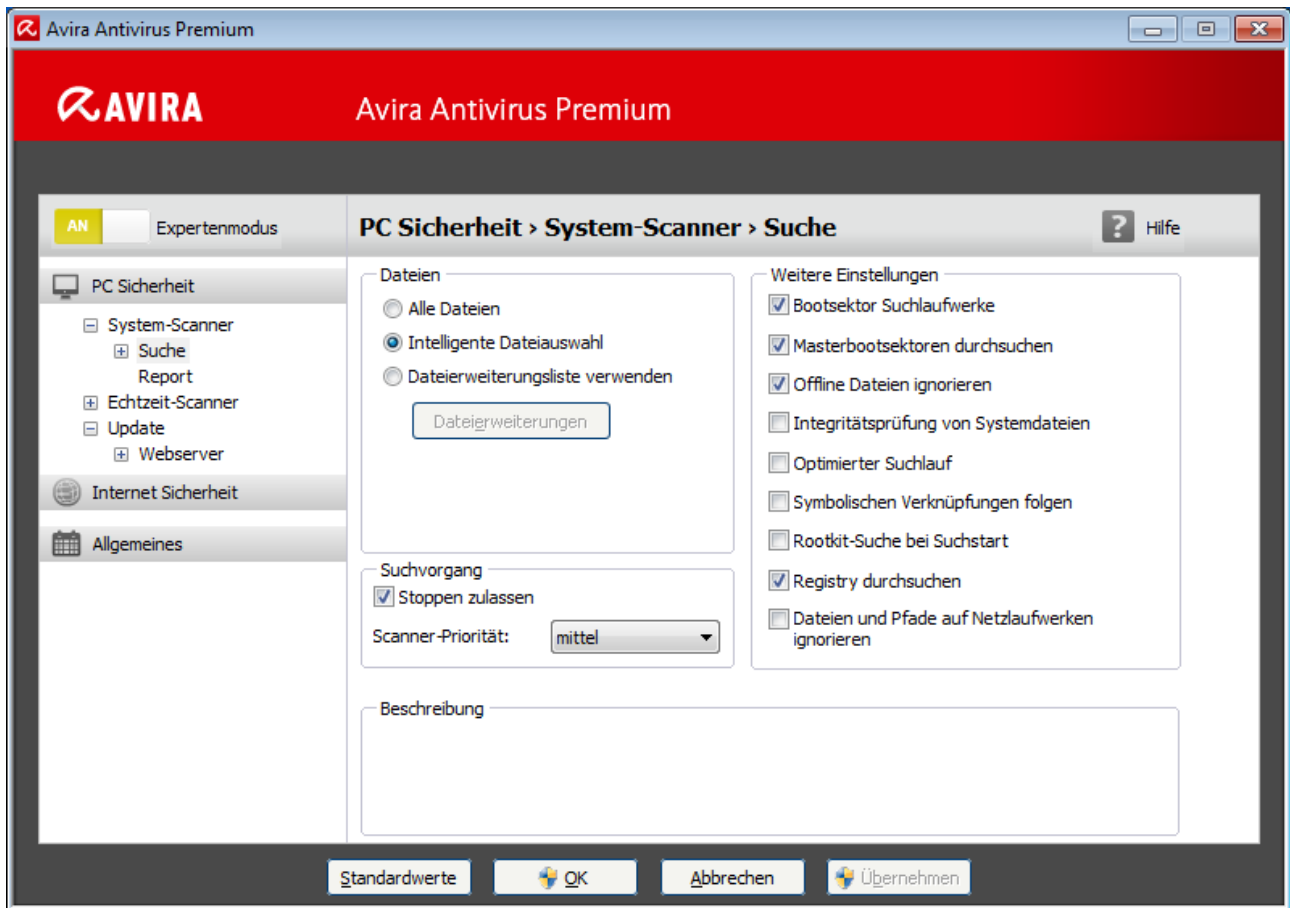 Avira Antivirus Premium
AVIRA
Avira Antivirus Premium
AN
Expertenmodus
PC Sicherheit › System-Scanner › Suche
? Hilfe
PC Sicherheit
System-Scanner
Suche
Report
Echtzeit-Scanner
Update
Webserver
Internet Sicherheit
Allgemeines
Dateien
Alle Dateien
Intelligente Dateiauswahl
Dateierweiterungsliste verwenden
Dateierweiterungen
Suchvorgang
Stoppen zulassen
Scanner-Priorität:
mittel
Weitere Einstellungen
Bootsektor Suchlaufwerke
Masterbootsektoren durchsuchen
Offline Dateien ignorieren
Integritätsprüfung von Systemdateien
Optimierter Suchlauf
Symbolischen Verknüpfungen folgen
Rootkit-Suche bei Suchstart
Registry durchsuchen
Dateien und Pfade auf Netzlaufwerken
ignorieren
Beschreibung
Standardwerte
OK
Abbrechen
Übernehmen